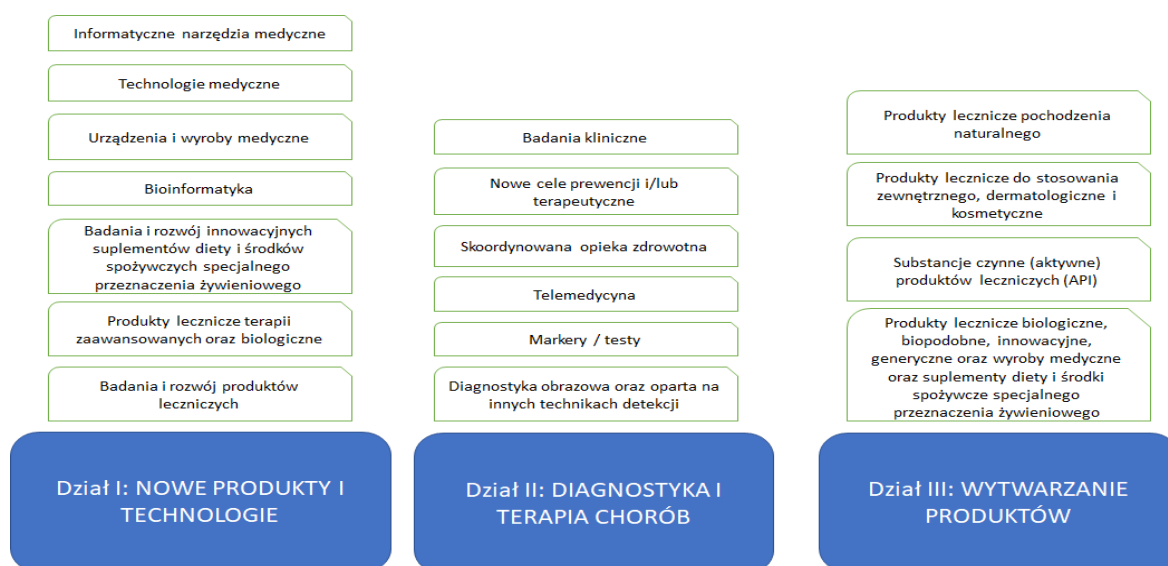 Informatyczne narzędzia medyczne
Technologie medyczne
Urządzenia i wyroby medyczne
Bioinformatyka
Badania i rozwój innowacyjnych
suplementów diety i środków
spożywczych specjalnego
przeznaczenia żywieniowego
Produkty lecznicze terapii
zaawansowanych oraz biologiczne
Badania i rozwój produktów
leczniczych
Dział I: NOWE PRODUKTY I
TECHNOLOGIE
Badania kliniczne
Nowe cele prewencji i/lub
terapeutyczne
Skoordynowana opieka zdrowotna
Telemedycyna
Markery / testy
Diagnostyka obrazowa oraz oparta na
innych technikach detekcji
Dział II: DIAGNOSTYKA I
TERAPIA CHORÓB
Produkty lecznicze pochodzenia
naturalnego
Produkty lecznicze do stosowania
zewnętrznego, dermatologiczne i
kosmetyczne
Substancje czynne (aktywne)
produktów leczniczych (API)
Produkty lecznicze biologiczne,
biopodobne, innowacyjne,
generyczne oraz wyroby medyczne
oraz suplementy diety i środki
spożywcze specjalnego
przeznaczenia żywieniowego
Dział III: WYTWARZANIE
PRODUKTÓW